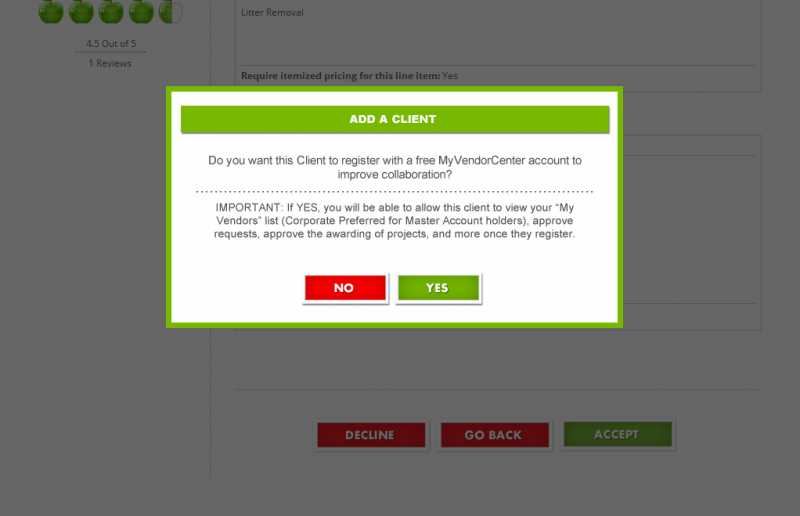 Litter Removal
4.5 Out of 5
1 Reviews
Require itemized pricing for this line item: Yes
ADD A CLIENT
Do you want this Client to register with a free MyVendorCenter account to
improve collaboration?
IMPORTANT: If YES, you will be able to allow this client to view your “My
Vendors” list (Corporate Preferred for Master Account holders), approve
requests, approve the awarding of projects, and more once they register.
NO YES
DECLINE GO BACK ACCEPT